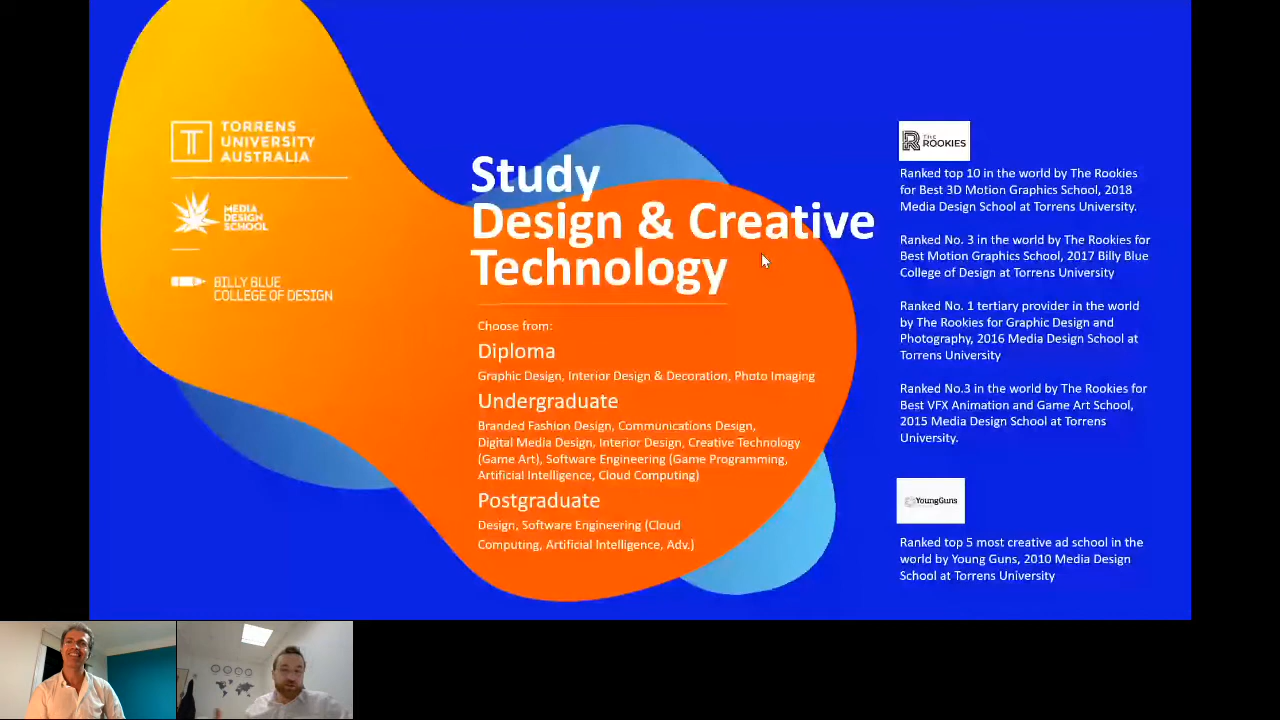 TORRENS
UNIVERSITY
AUSTRALIA
MEDIA
DESIGN
SCHOOL
BILLY BLUE
COLLEGE OF DESIGN
Study
Design & Creative
Technology
Choose from:
Diploma
Graphic Design, Interior Design & Decoration, Photo Imaging
Undergraduate
Branded Fashion Design, Communications Design,
Digital Media Design, Interior Design, Creative Technology
(Game Art), Software Engineering (Game Programming,
Artificial Intelligence, Cloud Computing)
Postgraduate
Design, Software Engineering (Cloud
Computing, Artificial Intelligence, Adv.)
THE
ROOKIES
Ranked top 10 in the world by The Rookies
for Best 3D Motion Graphics School, 2018
Media Design School at Torrens University.
Ranked No. 3 in the world by The Rookies for
Best Motion Graphics School, 2017 Billy Blue
College of Design at Torrens University
Ranked No. 1 tertiary provider in the world
by The Rookies for Graphic Design and
Photography, 2016 Media Design School at
Torrens University
Ranked No.3 in the world by The Rookies for
Best VFX Animation and Game Art School,
2015 Media Design School at Torrens
University.
YoungGuns
Ranked top 5 most creative ad school in the
world by Young Guns, 2010 Media Design
School at Torrens University